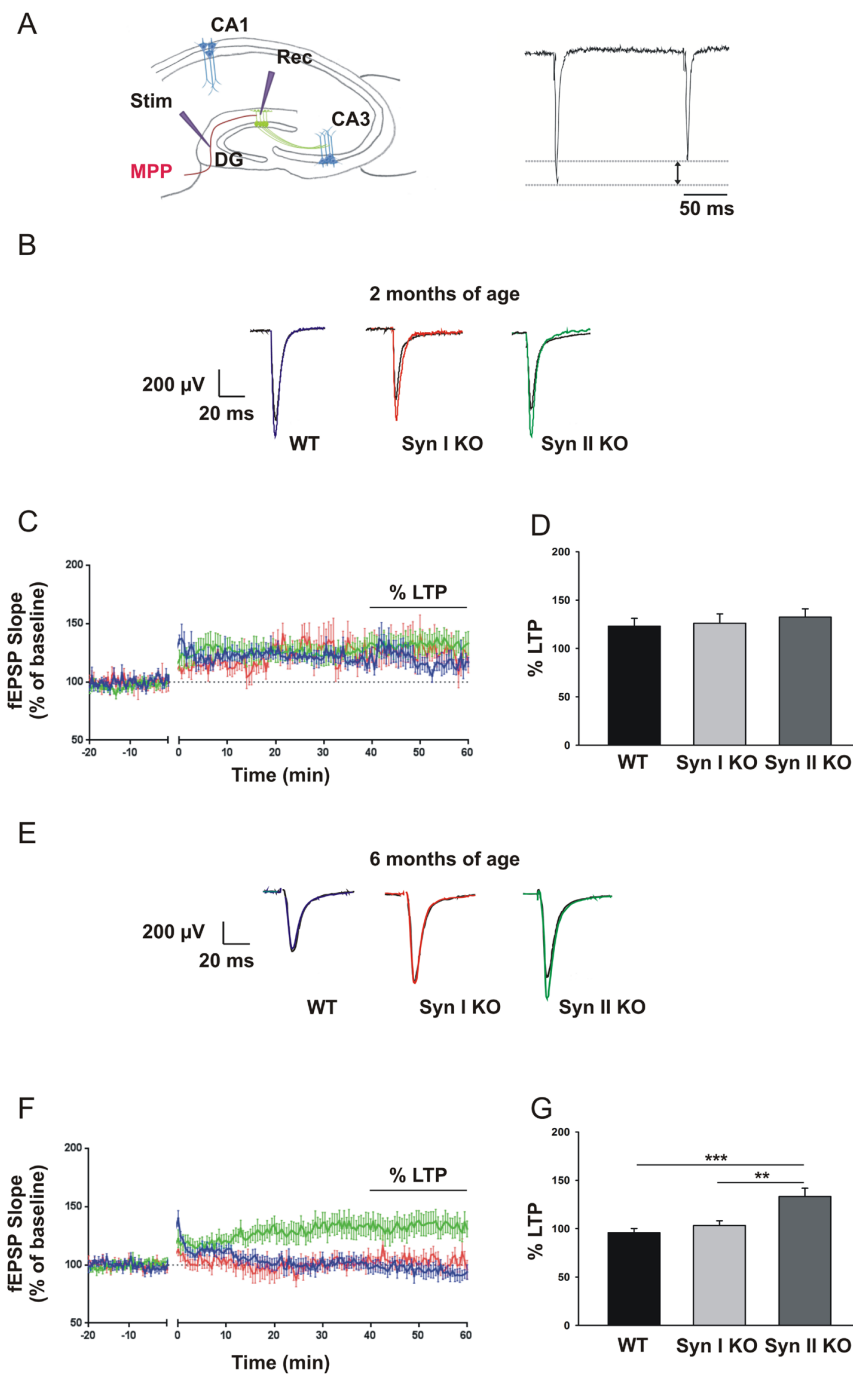 A
CA1
Rec
Stim
CA3
DG
MPP
50 ms
B
2 months of age
200 µV
20 ms
WT
Syn I KO
Syn II KO
C
200
150
100
50
fEPSP Slope
(% of baseline)
% LTP
-20
-10
0
10
20
30
40
50
60
Time (min)
D
200
150
100
50
0
% LTP
WT
Syn I KO
Syn II KO
E
6 months of age
200 µV
20 ms
WT
Syn I KO
Syn II KO
F
200
150
100
50
fEPSP Slope
(% of baseline)
% LTP
-20
-10
0
10
20
30
40
50
60
Time (min)
G
200
150
100
50
0
% LTP
***
**
WT
Syn I KO
Syn II KO